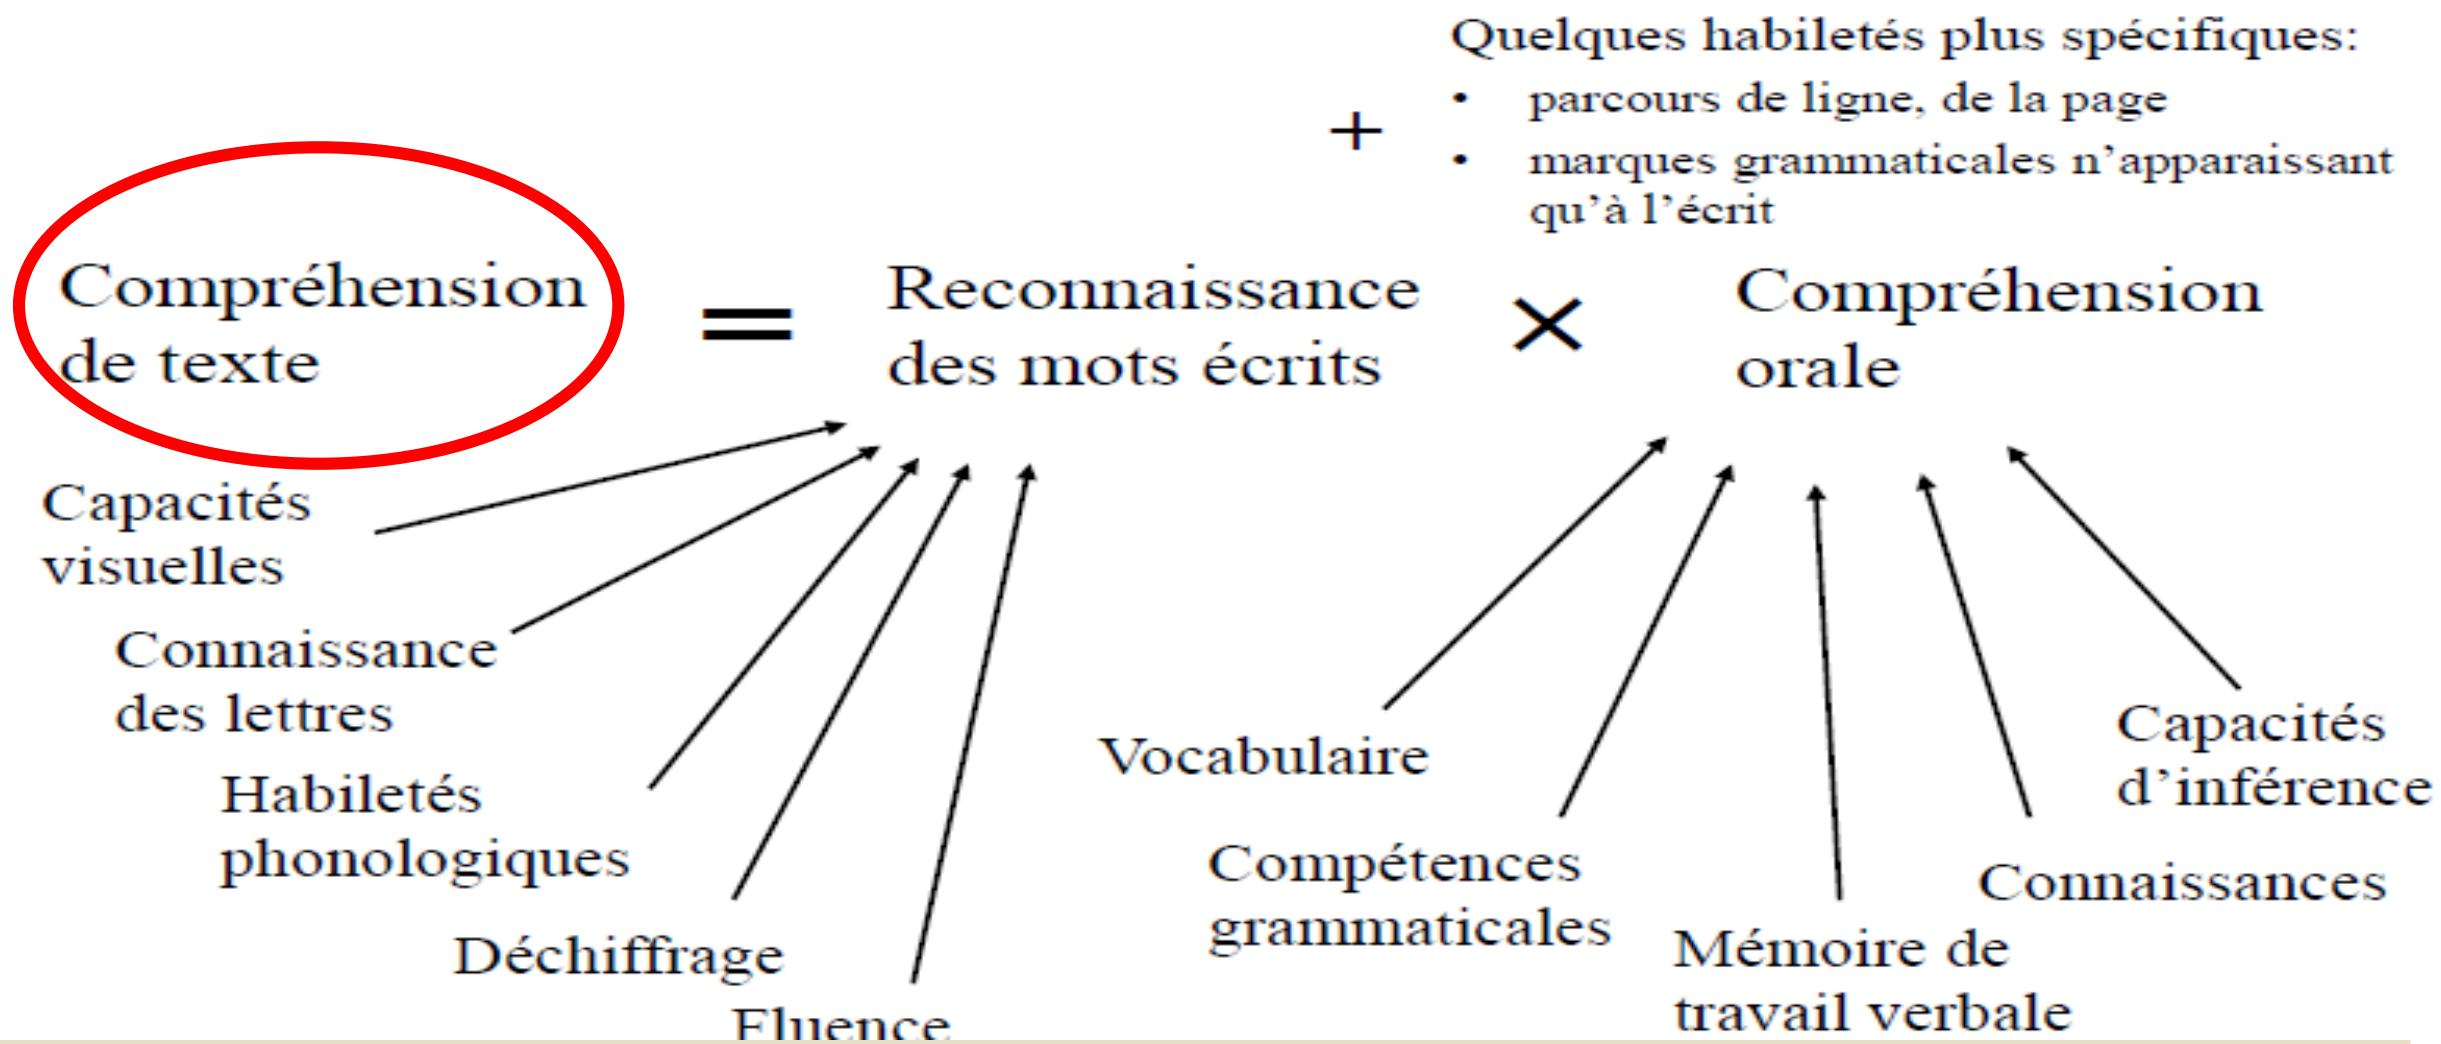 Quelques habiletés plus spécifiques:
+
• parcours de ligne, de la page
• marques grammaticales n’apparaissant
qu’à l’écrit
Compréhension
de texte
=
Reconnaissance
des mots écrits
×
Compréhension
orale
Capacités
visuelles
Connaissance
des lettres
Habiletés
phonologiques
Déchiffrage
Fluence
Vocabulaire
Compétences
grammaticales
Mémoire de
travail verbale
Connaissances
Capacités
d’inférence